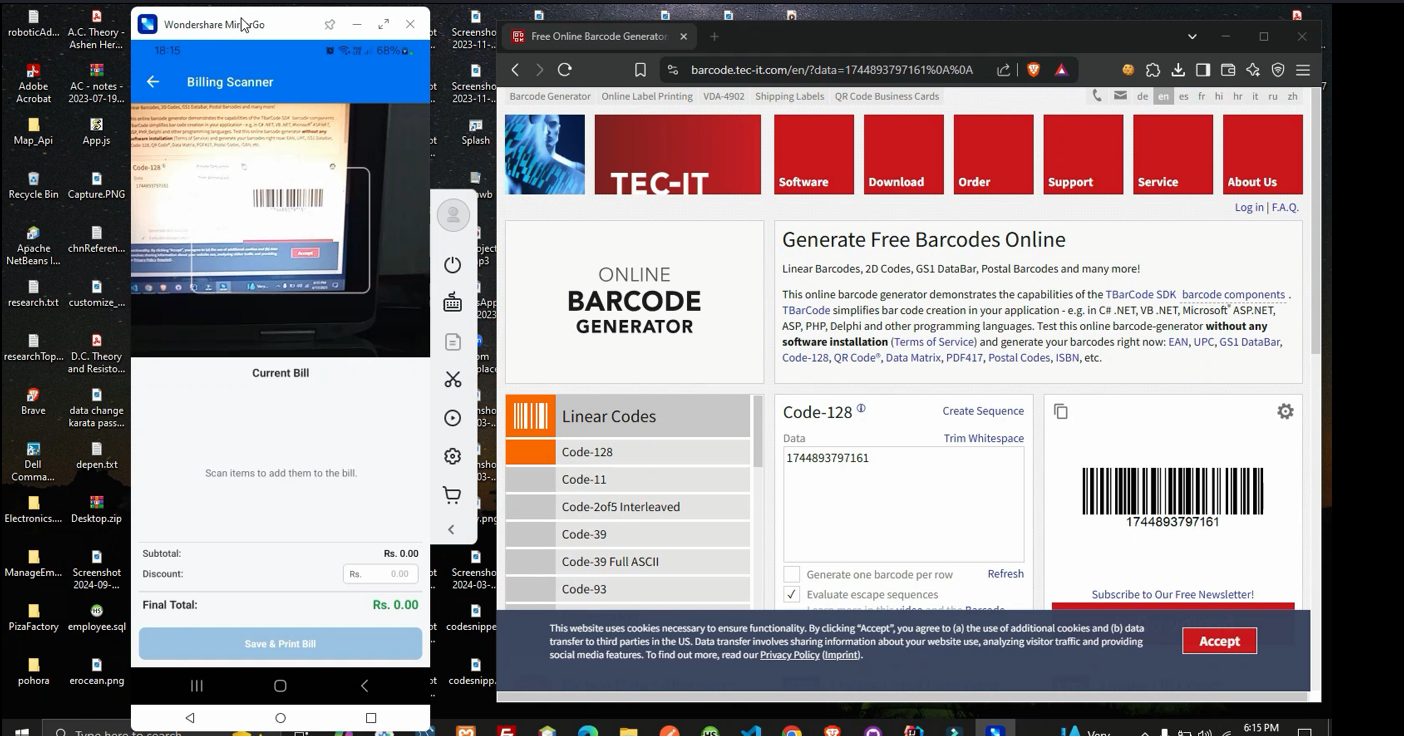 roboticAd...
A.C. Theory -
Ashen Her...
Adobe
Acrobat
AC - notes -
2023-07-19...
Map_Api
App.js
Recycle Bin
Capture.PNG
Apache
NetBeans I...
chnReferen...
research.txt
customize_...
researchTop...
D.C. Theory
and Resisto...
Brave
data change
karata pass...
Dell
Comma...
depen.txt
Electronics....
Desktop.zip
ManageEm...
Screenshot
2024-09-...
PizaFactory
employee.sql
pohora
erocean.png
Wondershare MirrorGo
18:15
68%
Billing Scanner
Code-128
1744893797161
Accept
Current Bill
Scan items to add them to the bill.
Subtotal:
Rs. 0.00
Discount:
Rs.
0.00
Final Total:
Rs. 0.00
Save & Print Bill
Screenshot
2023-11-...
Splash
codesnippe...
codesnipp...
Free Online Barcode Generator
barcode.tec-it.com/en/?data=1744893797161%0A%0A
Barcode Generator
Online Label Printing
VDA-4902
Shipping Labels
QR Code Business Cards
de
en
es
fr
hi
hr
it
ru
zh
TEC-IT
Software
Download
Order
Support
Service
About Us
Log in | F.A.Q.
ONLINE
BARCODE
GENERATOR
Generate Free Barcodes Online
Linear Barcodes, 2D Codes, GS1 DataBar, Postal Barcodes and many more!
This online barcode generator demonstrates the capabilities of the TBarCode SDK barcode components .
TBarCode simplifies bar code creation in your application - e.g. in C# .NET, VB .NET, Microsoft® ASP.NET,
ASP, PHP, Delphi and other programming languages. Test this online barcode-generator without any
software installation (Terms of Service) and generate your barcodes right now: EAN, UPC, GS1 DataBar,
Code-128, QR Code®, Data Matrix, PDF417, Postal Codes, ISBN, etc.
Linear Codes
Code-128
Code-11
Code-2of5 Interleaved
Code-39
Code-39 Full ASCII
Code-93
Code-128
Create Sequence
Data
Trim Whitespace
1744893797161
Generate one barcode per row
Refresh
Evaluate escape sequences
1744893797161
Subscribe to Our Free Newsletter!
This website uses cookies necessary to ensure functionality. By clicking “Accept”, you agree to (a) the use of additional cookies and (b) data
transfer to third parties in the US. Data transfer involves sharing information about your website use, analyzing visitor traffic and providing
social media features. To find out more, read our Privacy Policy (Imprint).
Accept
Type here to search
Very
6:15 PM